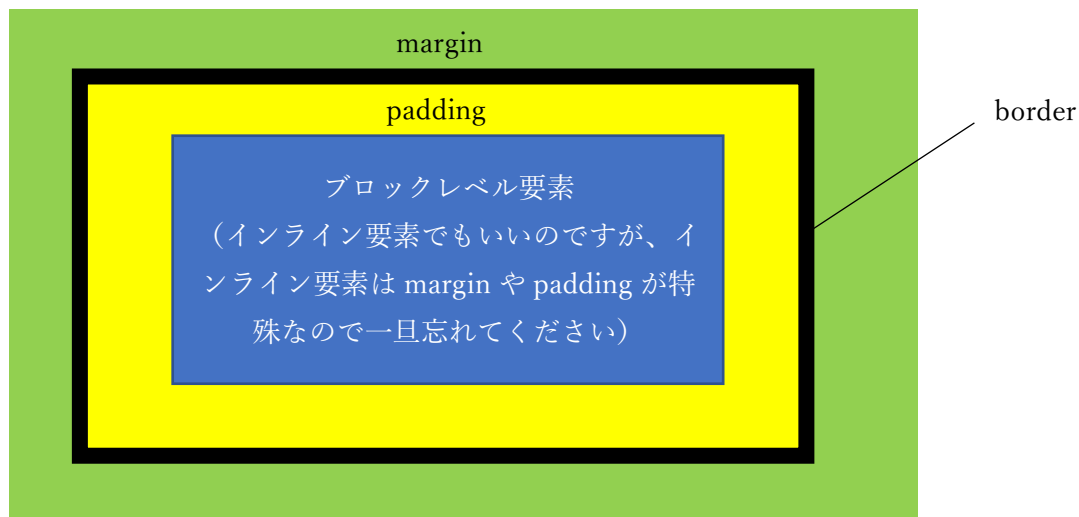 margin
padding
border
ブロックレベル要素
（インライン要素でもいいのですが、イ
ンライン要素は margin や padding が特
殊なので一旦忘れてください）